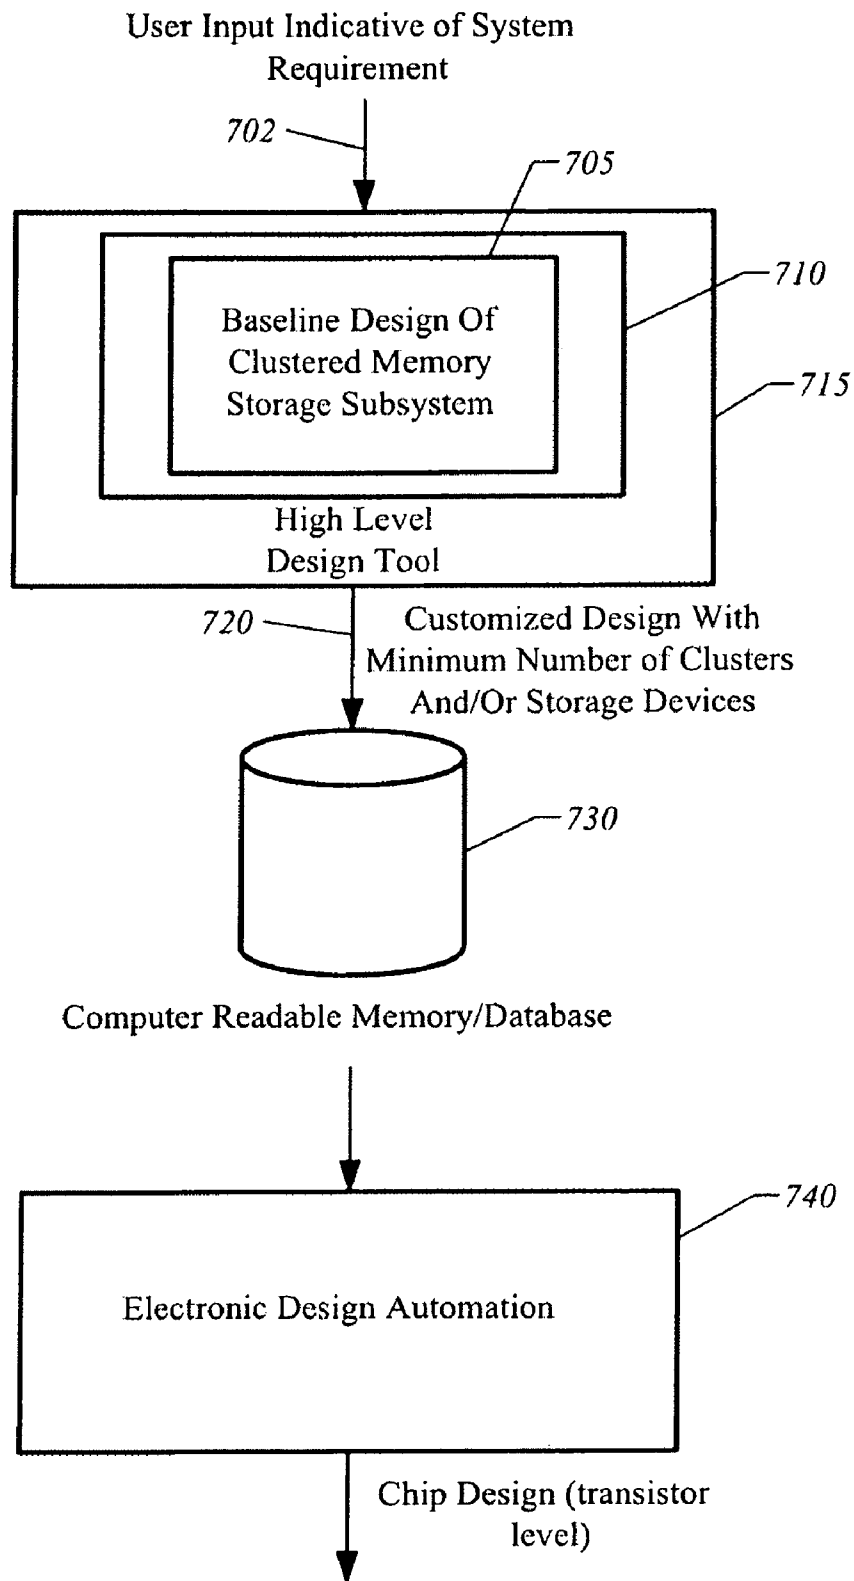 User Input Indicative of System
Requirement
702
705
710
Baseline Design Of
Clustered Memory
Storage Subsystem
715
High Level
Design Tool
720
Customized Design With
Minimum Number of Clusters
And/Or Storage Devices
730
Computer Readable Memory/Database
740
Electronic Design Automation
Chip Design (transistor
level)